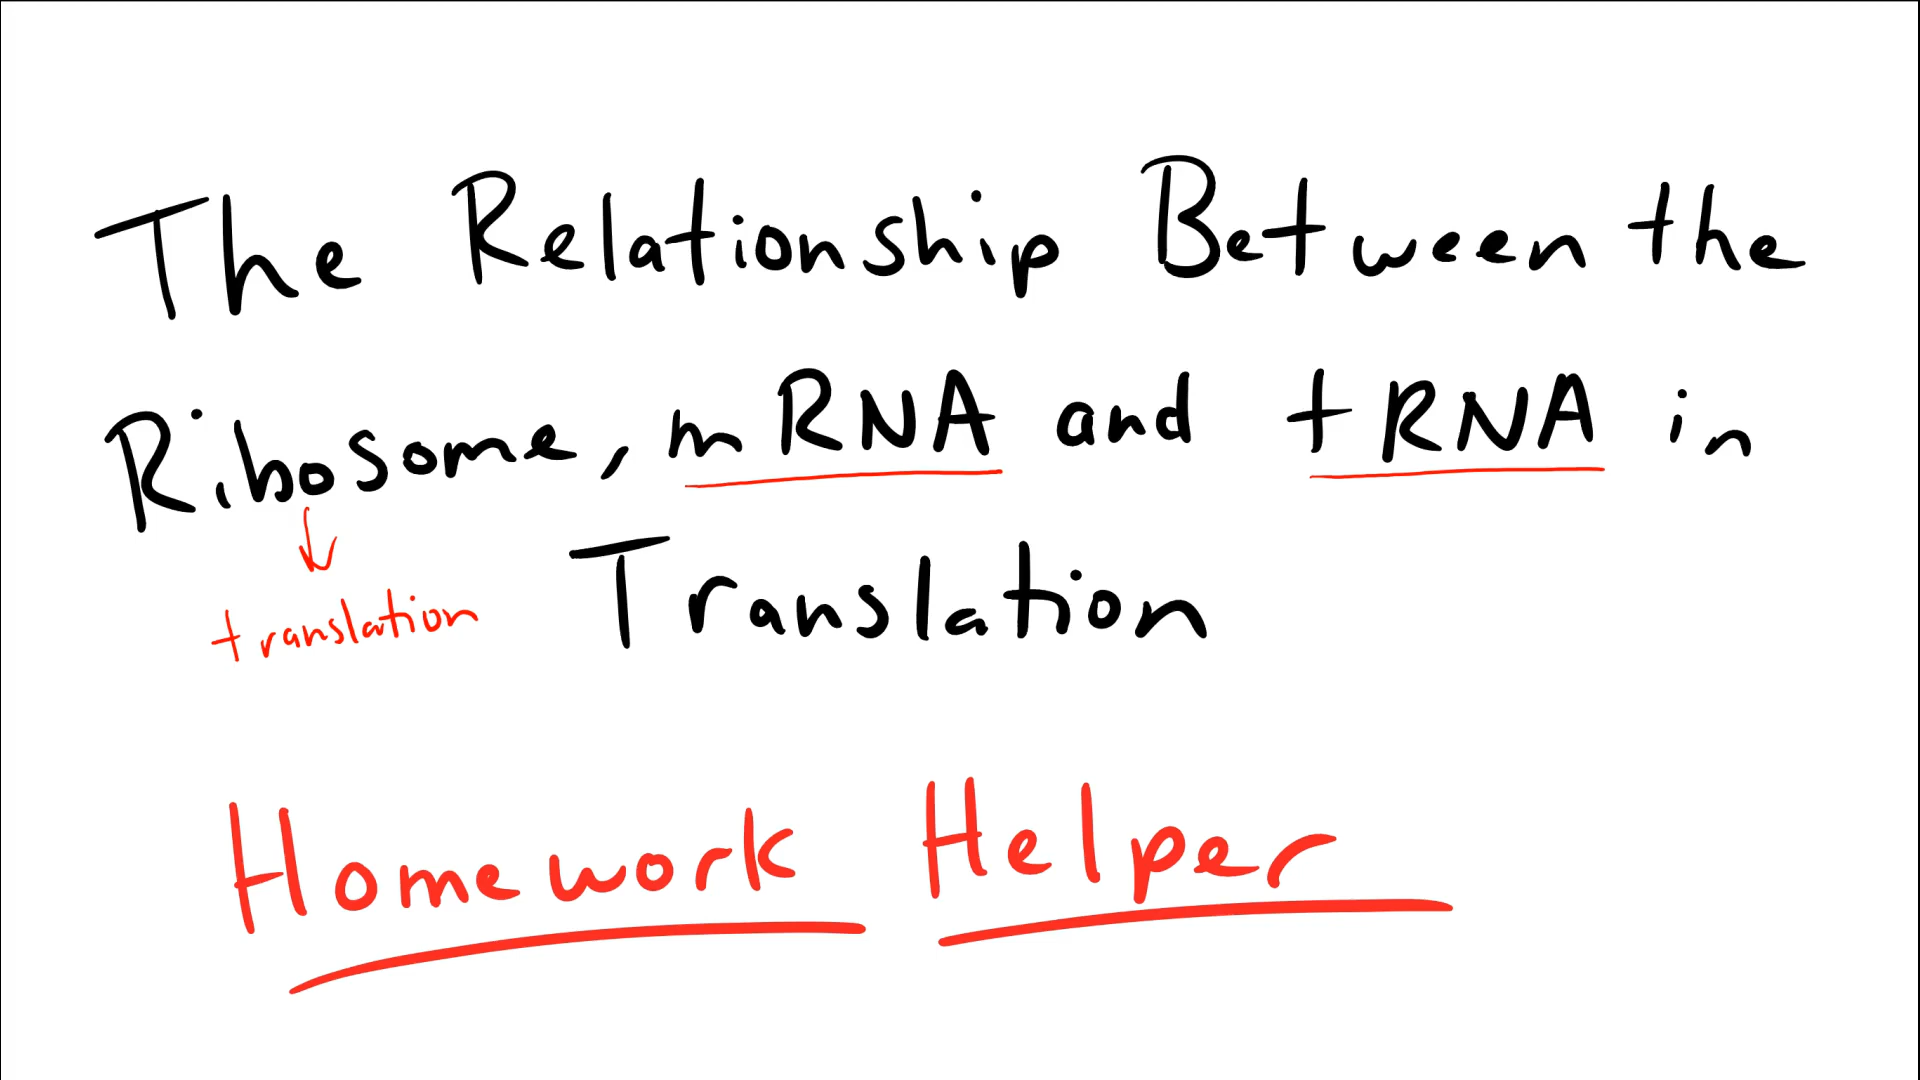 The Relationship Between the
Ribosome, mRNA and tRNA in
translation
Translation
Homework Helper